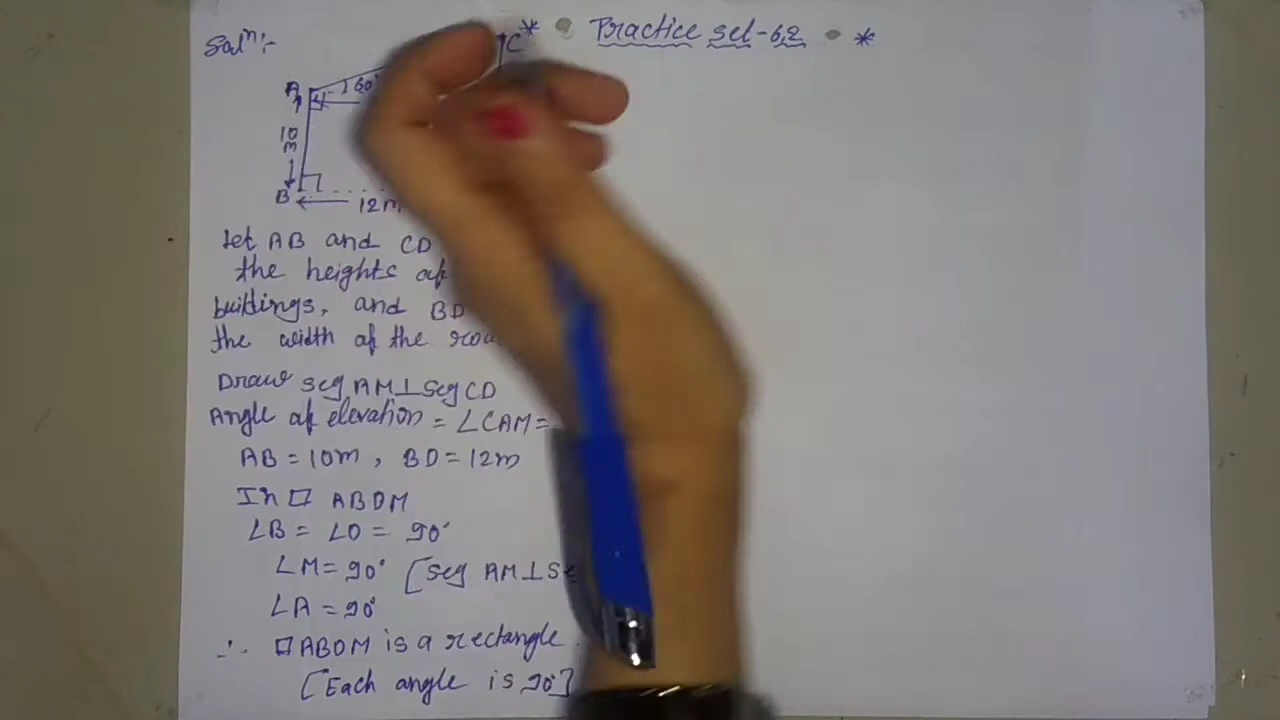 * Practice set-6.2 *
Solⁿ:-
C
A 60°
10 m
B
12m
Let AB and CD
the heights of
buildings, and BD
the width of the
Draw seg AM⊥seg CD
Angle of elevation = ∠CAM=
AB = 10m, BD = 12m
In □ ABDM
∠B = ∠D = 90°
∠M = 90° [seg AM⊥
∠A = 90°
∴ □ABDM is a rectangle
[Each angle is 90°]